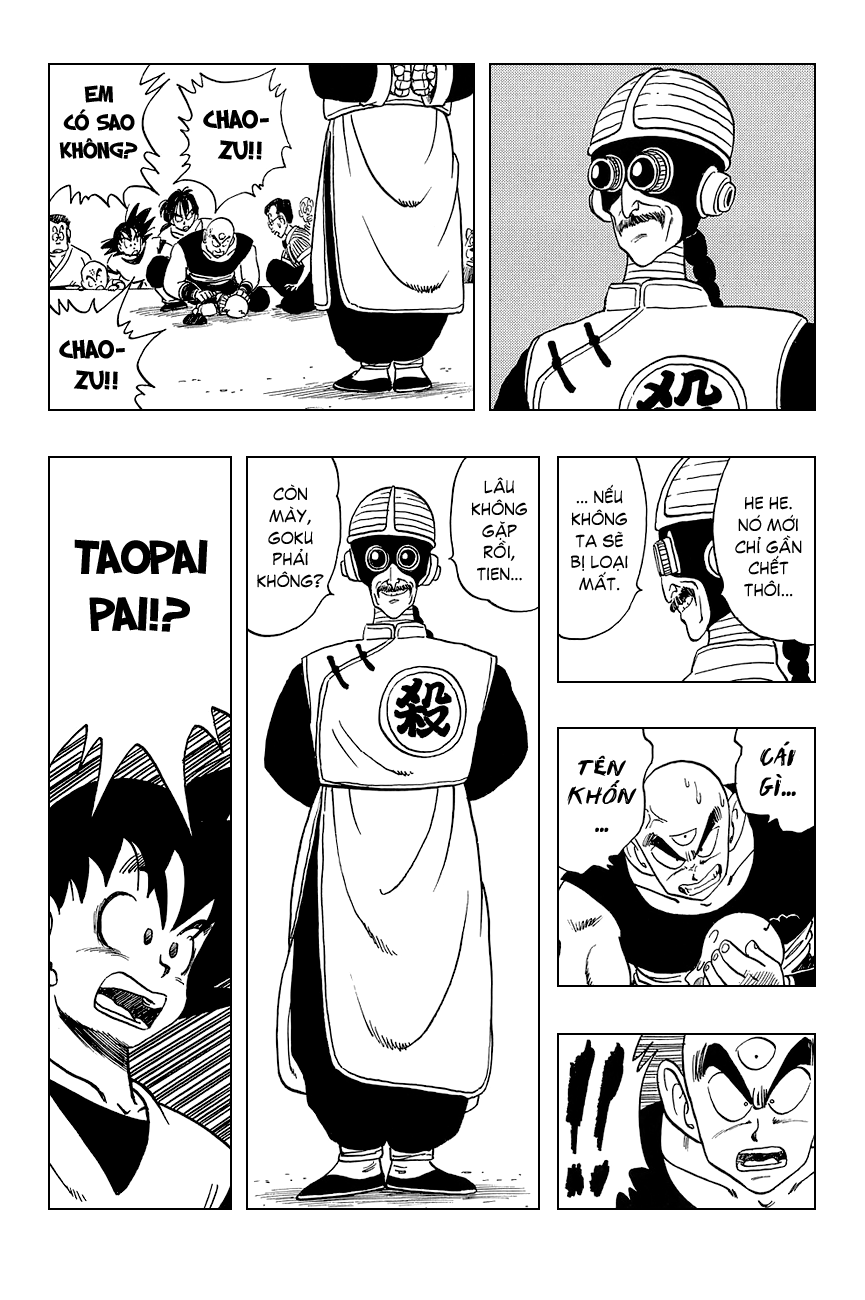 殺
CHAO-
ZU!!
EM
CÓ SAO
KHÔNG?
CHAO-
ZU!!
HE HE.
NÓ MỚI
CHỈ GẦN
CHẾT
THÔI...
... NẾU
KHÔNG
TA SẼ
BỊ LOẠI
MẤT.
CÁI
GÌ...
TÊN
KHỐN
...
!!
LÂU
KHÔNG
GẶP
RỒI,
TIEN...
CÒN
MÀY,
GOKU
PHẢI
KHÔNG?
殺
TAOPAI
PAI!?